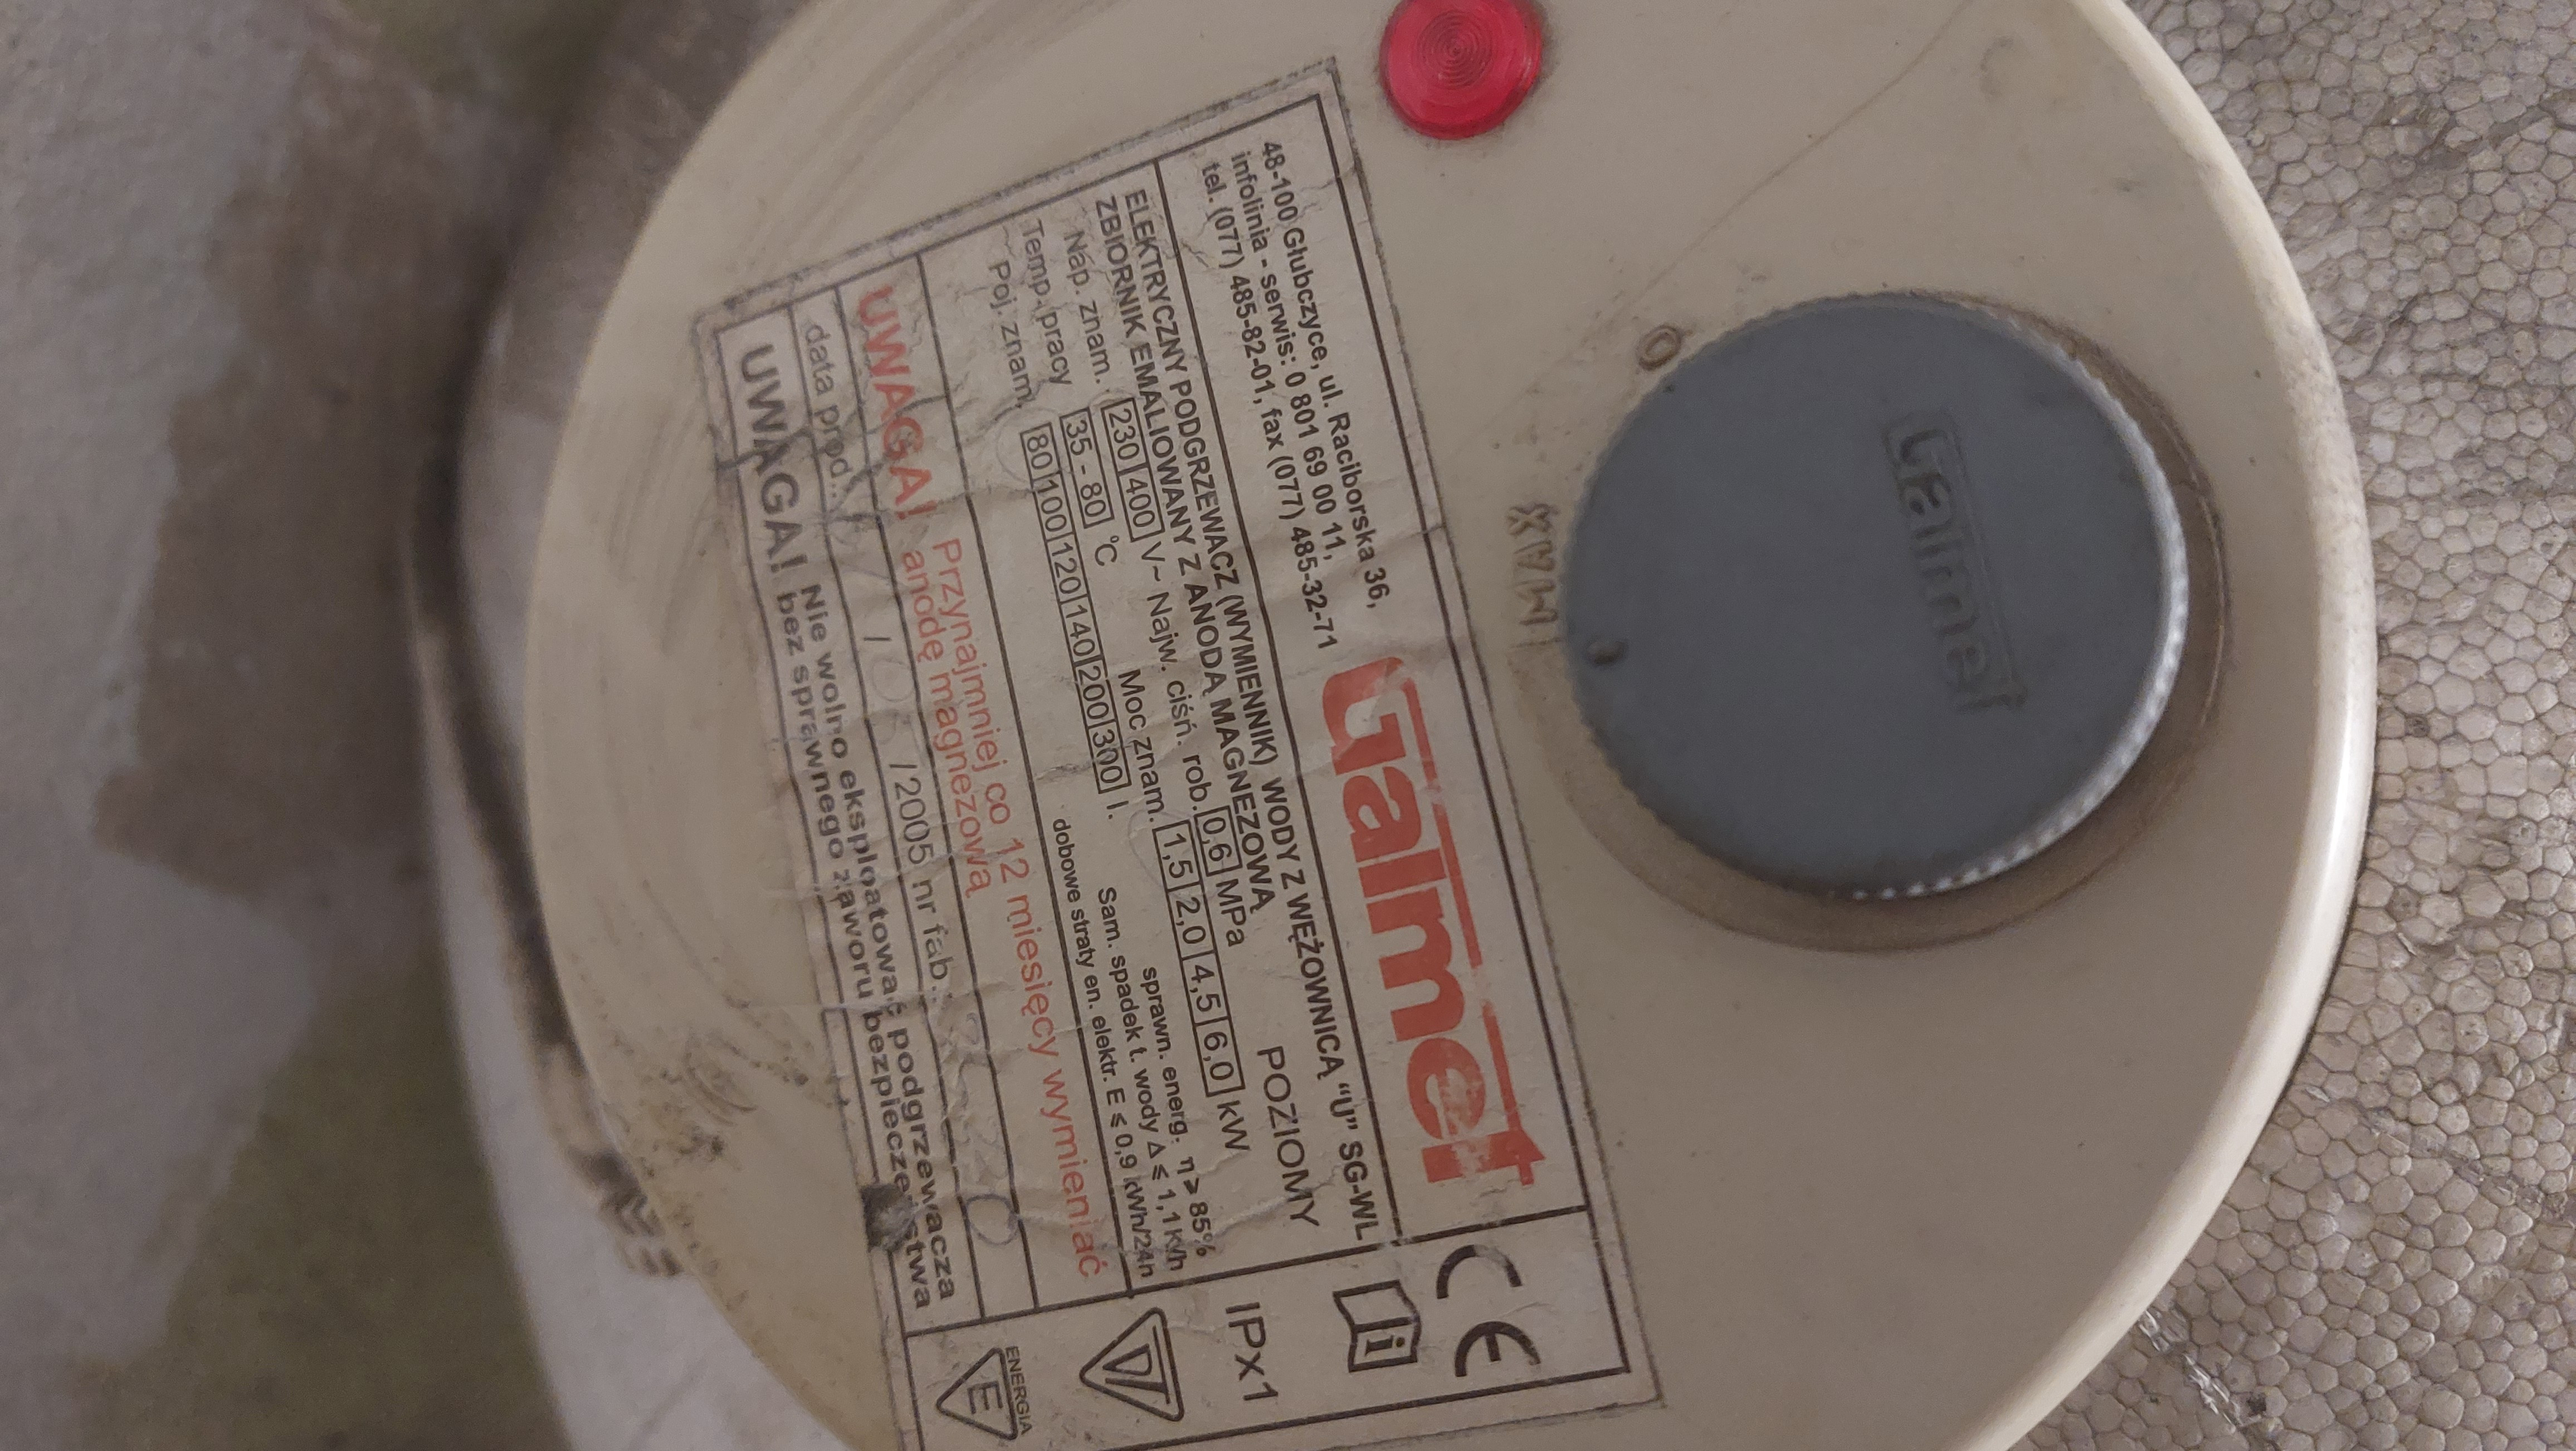 48-100 Głubczyce, ul. Raciborska 36,
infolinia - serwis: 0 801 69 00 11,
tel. (077) 485-82-01, fax (077) 485-32-71
Galmet
CE
ELEKTRYCZNY PODGRZEWACZ (WYMIENNIK) WODY Z WĘŻOWNICĄ "U" SG-WL
ZBIORNIK EMALIOWANY Z ANODĄ MAGNEZOWĄ
POZIOMY
i
Nap. znam. 230 400 V~ Najw. ciśń. rob. 0,6 MPa
IPx1
Temp. pracy 35 - 80 °C Moc znam. 1,5 2,0 4,5 6,0 kW
Poj. znam. 80 100 120 140 200 300 l.
sprawn. energ. η > 85%
Sam. spadek t. wody Δ ≤ 1,1 kWh
dobowe straty en. elektr. E ≤ 0,9 kWh/24h
UWAGA! Przynajmniej co 12 miesięcy wymieniać
anodę magnezową
data prod.: / /2005 nr fab.:
UWAGA! Nie wolno eksploatować podgrzewacza
UWAGA! bez sprawnego zaworu bezpieczeństwa
ENERGIA
E
MAX
Galmet